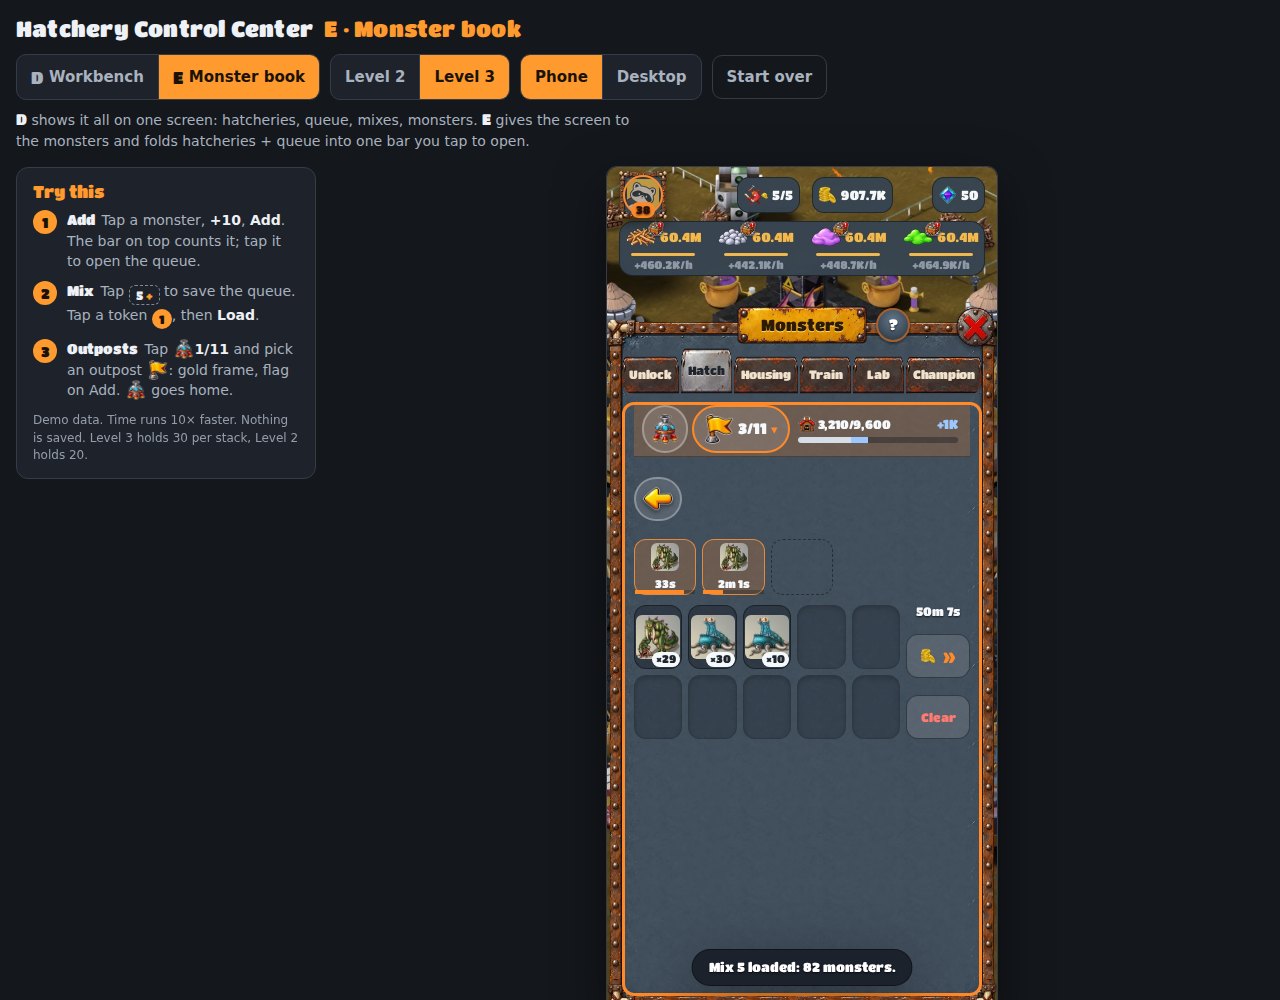 Hatchery Control Center E · Monster book
D Workbench E Monster book Level 2 Level 3 Phone Desktop Start over
D shows it all on one screen: hatcheries, queue, mixes, monsters. E gives the screen to
the monsters and folds hatcheries + queue into one bar you tap to open.
Try this
1 Add Tap a monster, +10, Add.
The bar on top counts it; tap it
to open the queue.
2 Mix Tap 5 + to save the queue.
Tap a token 1, then Load.
3 Outposts Tap 1/11 and pick
an outpost : gold frame, flag
on Add. goes home.
Demo data. Time runs 10× faster. Nothing
is saved. Level 3 holds 30 per stack, Level 2
holds 20.
30
5/5
907.7K
50
60.4M 60.4M 60.4M 60.4M
+460.2K/h +442.1K/h +448.7K/h +464.9K/h
Monsters
?
Unlock Hatch Housing Train Lab Champion
3/11 ▾
3,210/9,600 +1K
33s 2m 1s
50m 7s
×29 ×30 ×10
»
Clear
Mix 5 loaded: 82 monsters.